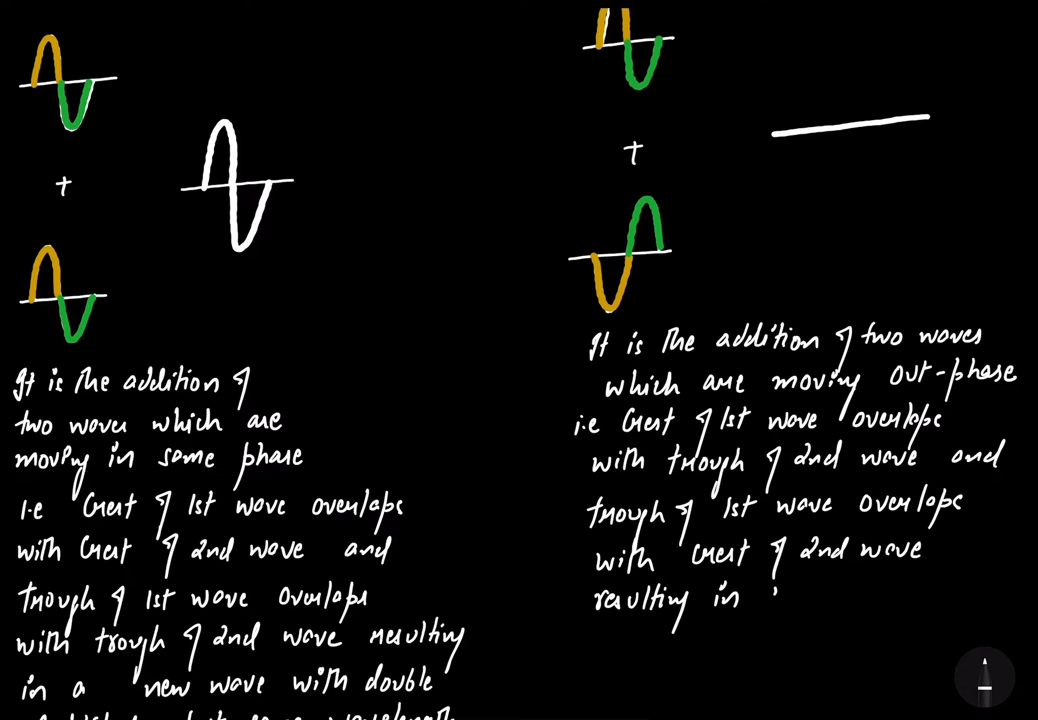 +
It is the addition of
two waves which are
moving in same phase
i.e Crest of 1st wave overlaps
with Crest of 2nd wave and
trough of 1st wave overlaps
with trough of 2nd wave resulting
in a new wave with double
wavelength
+
It is the addition of two waves
which are moving out-phase
i.e Crest of 1st wave overlaps
with trough of 2nd wave and
trough of 1st wave overlaps
with Crest of 2nd wave
resulting in